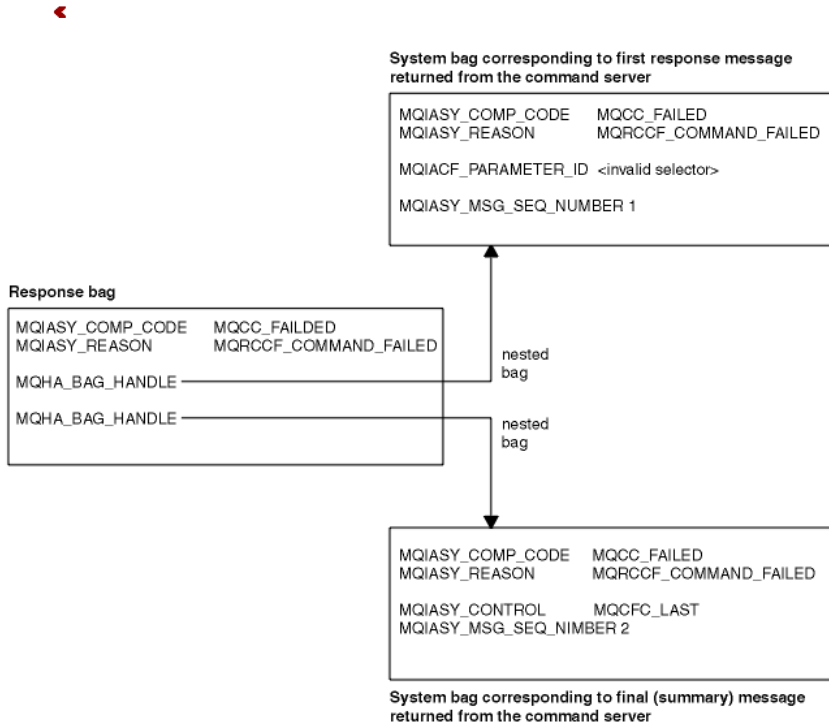 System bag corresponding to first response message
returned from the command server
MQIASY_COMP_CODE MQCC_FAILED
MQIASY_REASON MQRCCF_COMMAND_FAILED
MQIACF_PARAMETER_ID <invalid selector>
MQIASY_MSG_SEQ_NUMBER 1
Response bag
MQIASY_COMP_CODE MQCC_FAILDED
MQIASY_REASON MQRCCF_COMMAND_FAILED
MQHA_BAG_HANDLE
MQHA_BAG_HANDLE
nested
bag
nested
bag
MQIASY_COMP_CODE MQCC_FAILED
MQIASY_REASON MQRCCF_COMMAND_FAILED
MQIASY_CONTROL MQCFC_LAST
MQIASY_MSG_SEQ_NIMBER 2
System bag corresponding to final (summary) message
returned from the command server